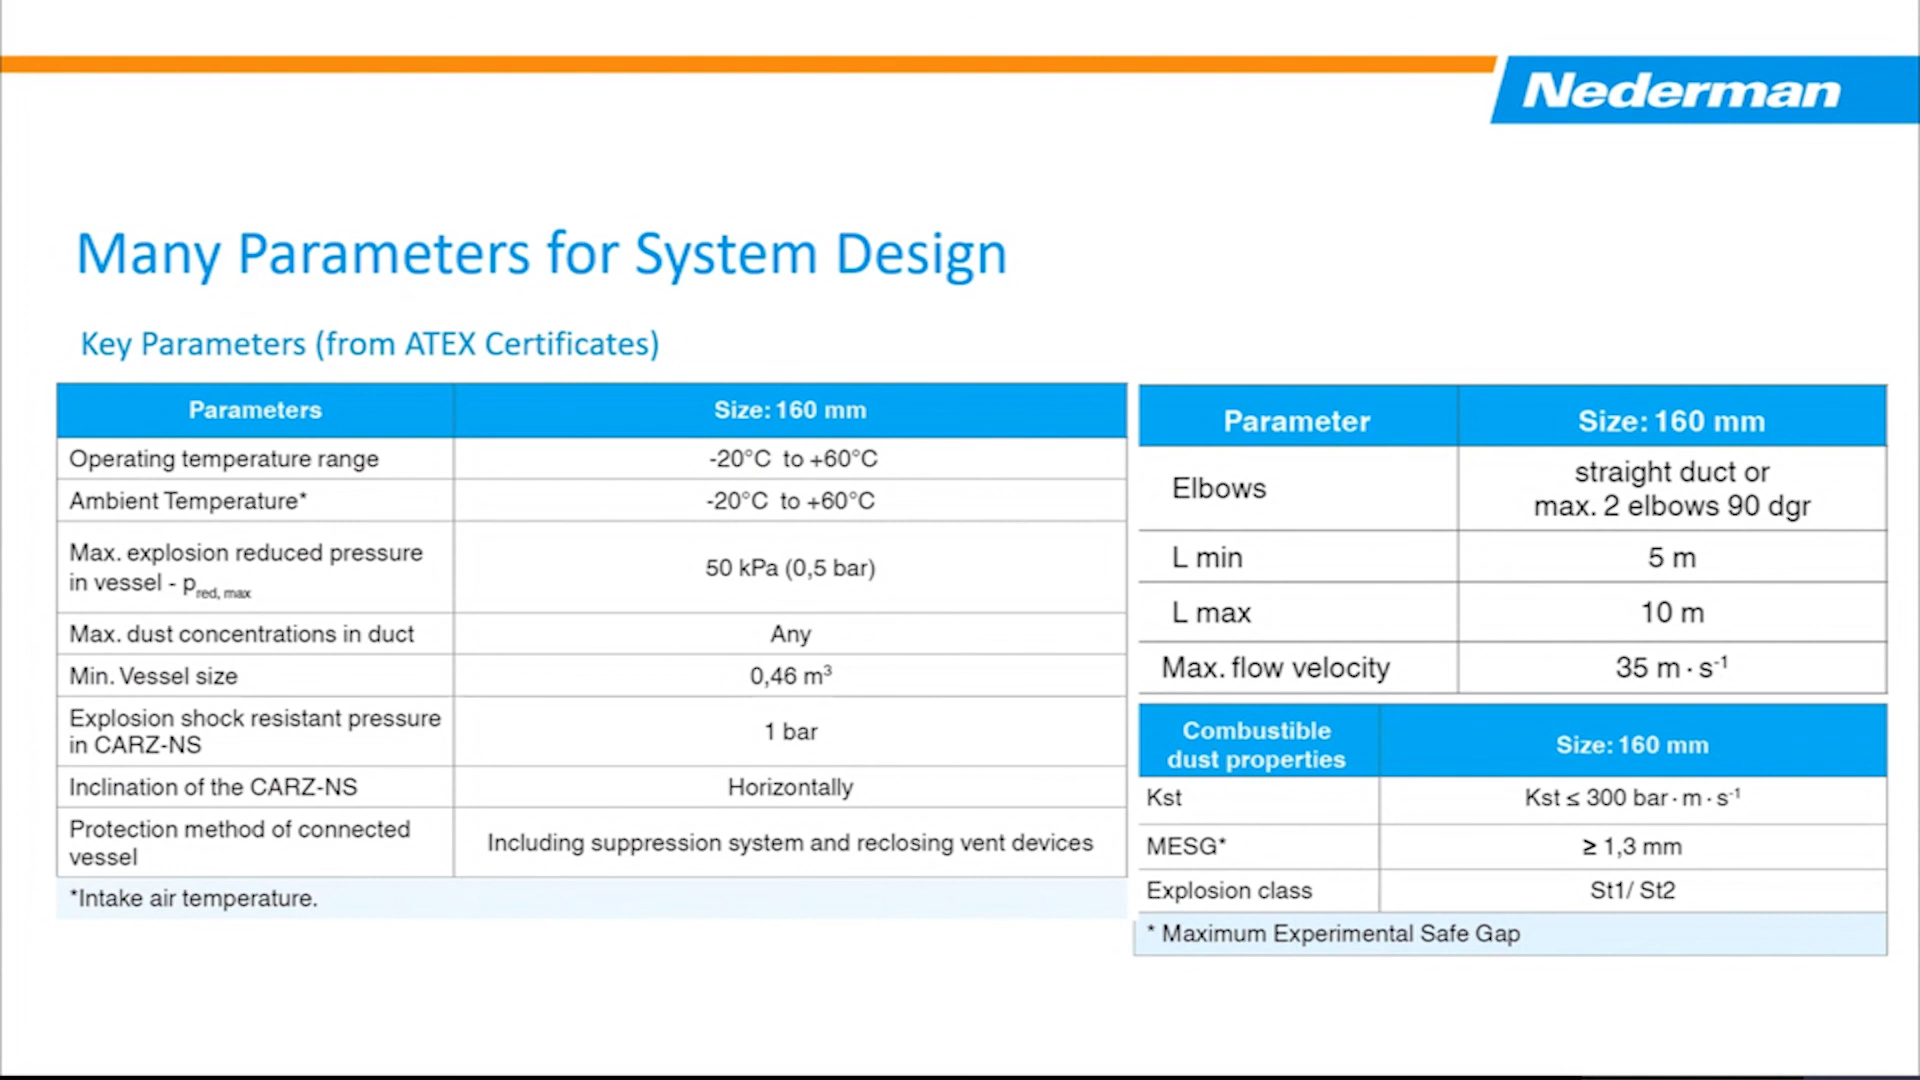 Nederman
Many Parameters for System Design
Key Parameters (from ATEX Certificates)
Parameters Size: 160 mm
Operating temperature range -20°C to +60°C
Ambient Temperature* -20°C to +60°C
Max. explosion reduced pressure
in vessel - pred, max 50 kPa (0,5 bar)
Max. dust concentrations in duct Any
Min. Vessel size 0,46 m³
Explosion shock resistant pressure
in CARZ-NS 1 bar
Inclination of the CARZ-NS Horizontally
Protection method of connected
vessel Including suppression system and reclosing vent devices
*Intake air temperature.
Parameter Size: 160 mm
Elbows straight duct or
max. 2 elbows 90 dgr
L min 5 m
L max 10 m
Max. flow velocity 35 m · s⁻¹
Combustible
dust properties Size: 160 mm
Kst Kst ≤ 300 bar · m · s⁻¹
MESG* ≥ 1,3 mm
Explosion class St1/ St2
* Maximum Experimental Safe Gap